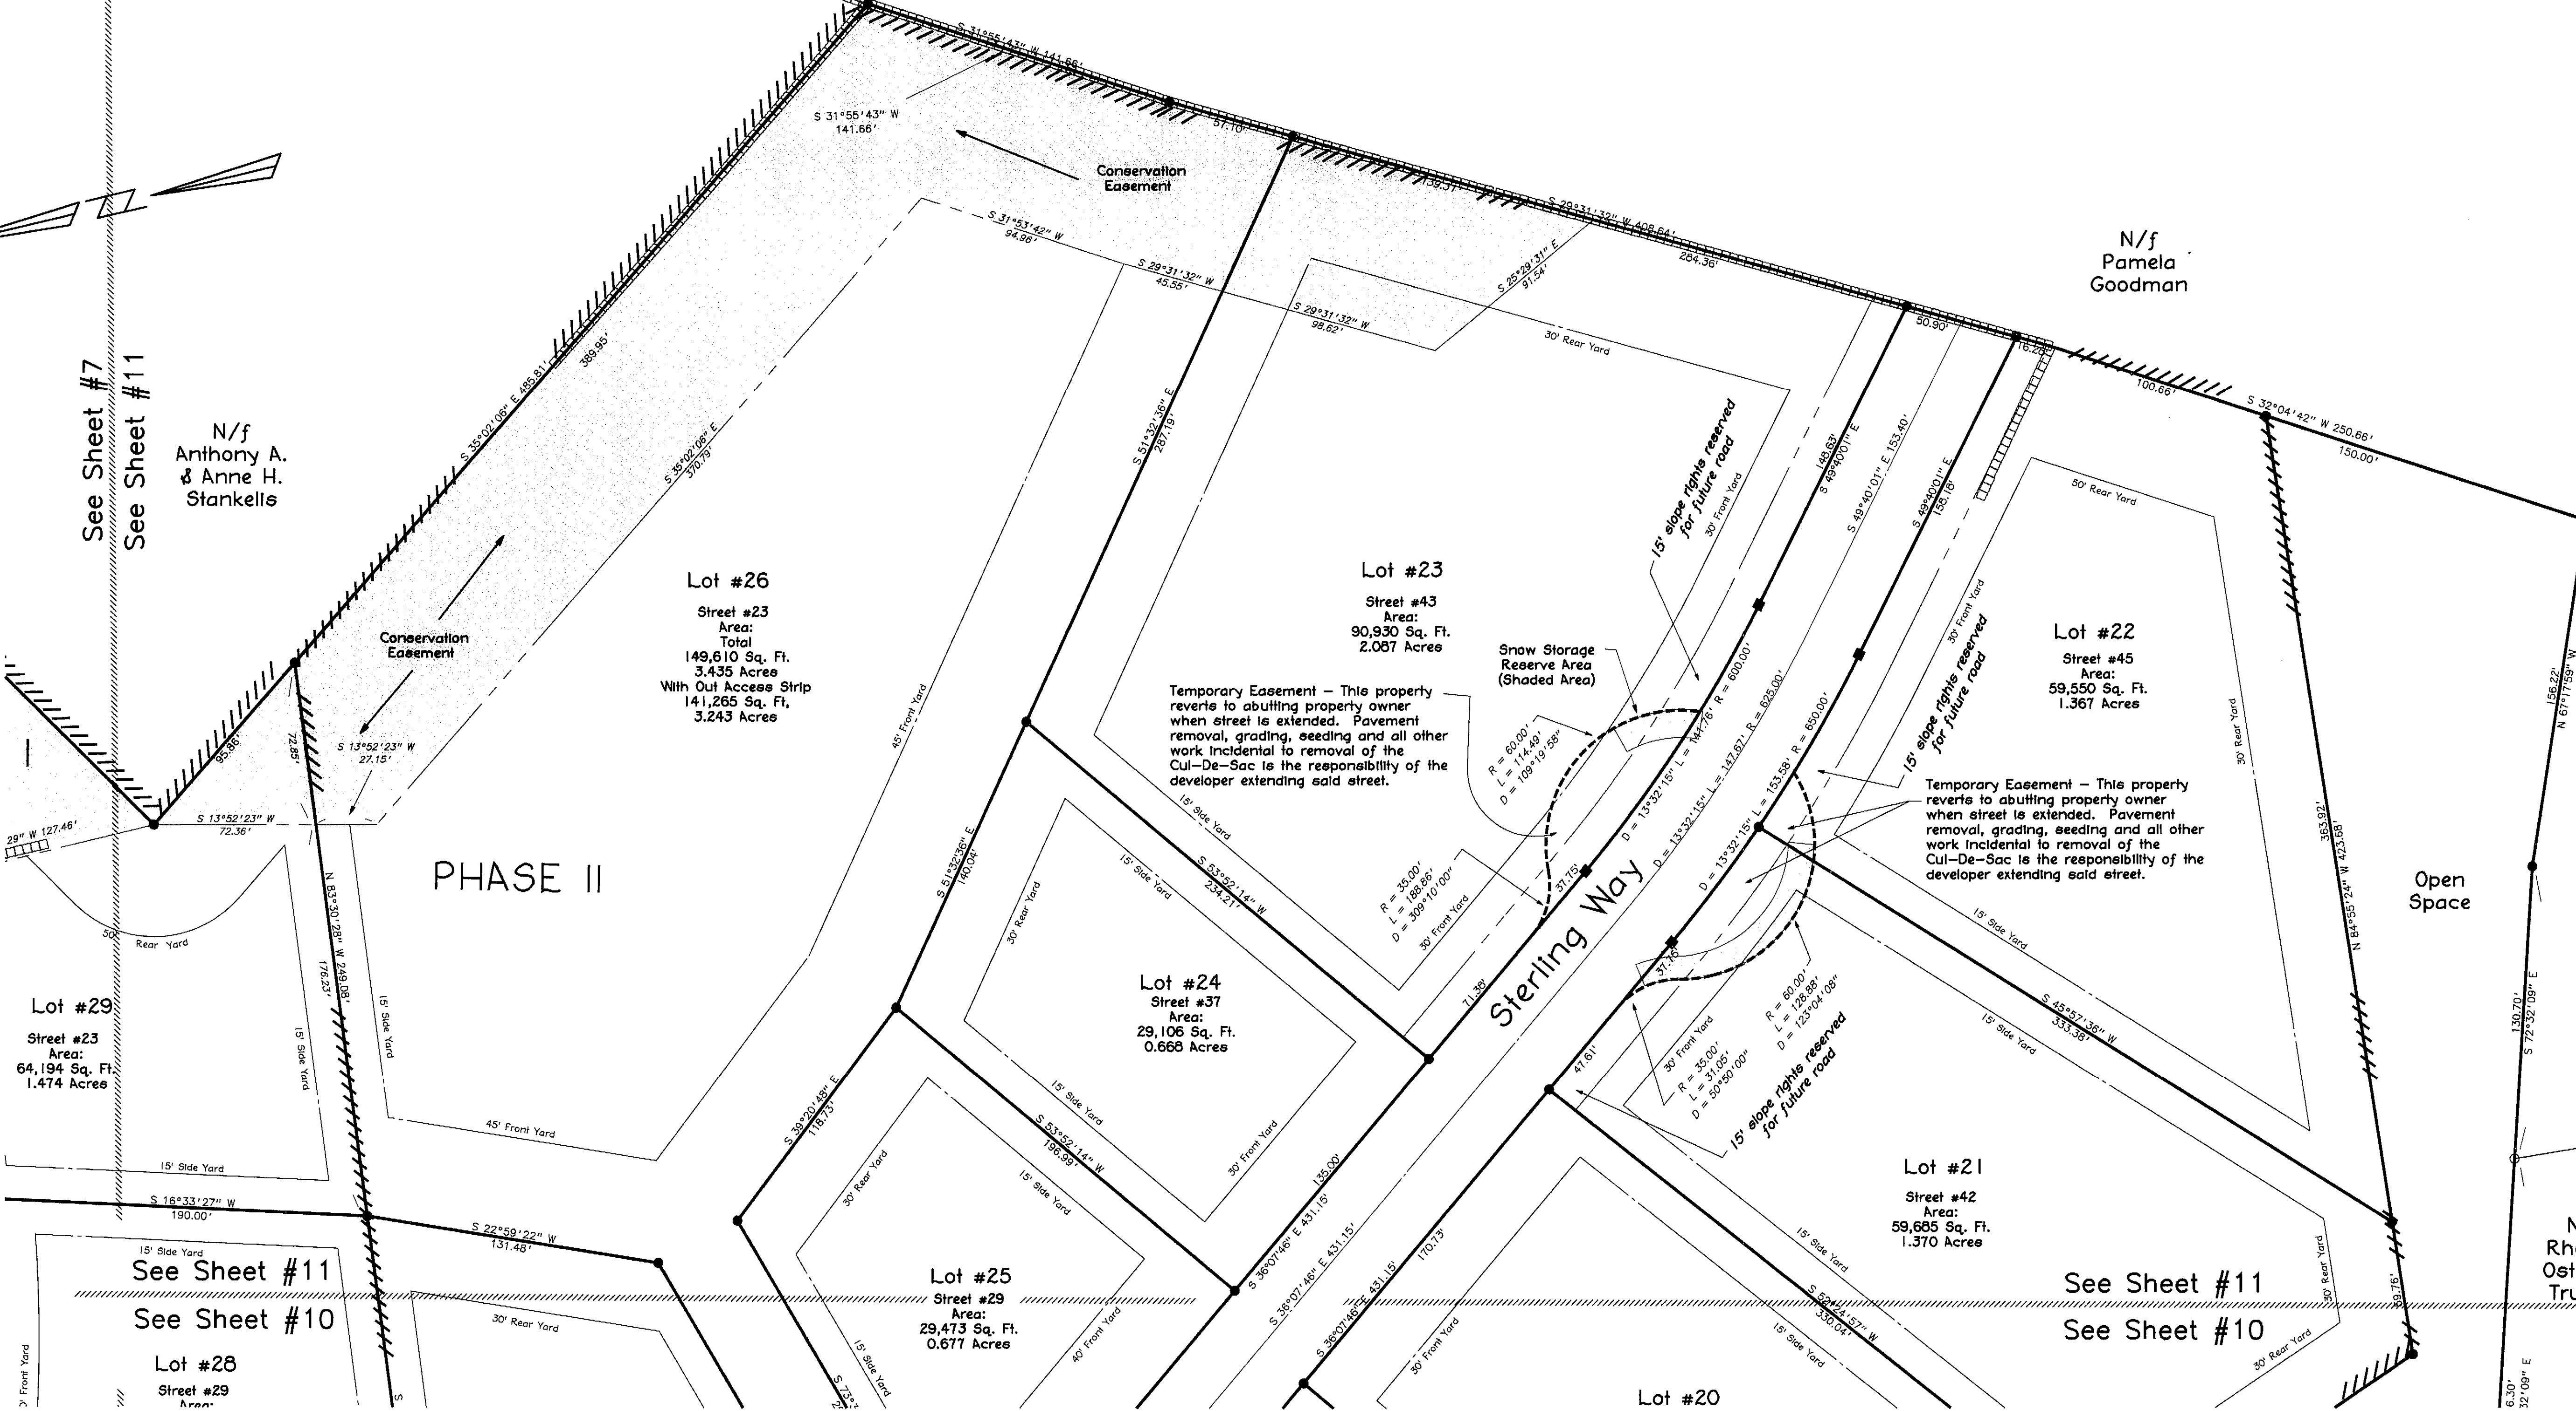 S 31°55'43" W 141.66'
S 31°55'43" W
141.66'
57.10'
Conservation
Easement
139.31'
S 29°31'32" W 408.64'
284.36'
N/f
Pamela
Goodman
50.90'
16.28'
100.66'
S 32°04'42" W 250.66'
150.00'
See Sheet #7
See Sheet #11
N/f
Anthony A.
& Anne H.
Stankelis
S 35°02'06" E 485.81'
389.95'
S 35°02'06" E
370.79'
S 31°53'42" W
94.96'
S 29°31'32" W
45.55'
S 29°31'32" W
98.62'
S 25°29'31" E
91.54'
30' Rear Yard
S 51°32'36" E
287.19'
Conservation
Easement
95.86'
72.85'
S 13°52'23" W
27.15'
S 13°52'23" W
72.36'
29" W 127.46'
50'
Rear Yard
PHASE II
N 83°30'28" W 249.08'
176.23'
Lot #26
Street #23
Area:
Total
149,610 Sq. Ft.
3.435 Acres
With Out Access Strip
141,265 Sq. Ft,
3.243 Acres
45' Front Yard
Lot #23
Street #43
Area:
90,930 Sq. Ft.
2.087 Acres
Snow Storage
Reserve Area
(Shaded Area)
Temporary Easement – This property
reverts to abutting property owner
when street is extended. Pavement
removal, grading, seeding and all other
work incidental to removal of the
Cul-De-Sac is the responsibility of the
developer extending said street.
15' slope rights reserved
for future road
30' Front Yard
148.63'
S 49°40'01" E
S 49°40'01" E 153.40'
S 49°40'01" E
158.18'
50' Rear Yard
30' Front Yard
15' slope rights reserved
for future road
Lot #22
Street #45
Area:
59,550 Sq. Ft.
1.367 Acres
30' Rear Yard
Temporary Easement – This property
reverts to abutting property owner
when street is extended. Pavement
removal, grading, seeding and all other
work incidental to removal of the
Cul-De-Sac is the responsibility of the
developer extending said street.
R = 60.00'
L = 114.49'
D = 109°19'58"
D = 13°32'15" L = 141.76' R = 600.00'
D = 13°32'15" L = 147.67' R = 625.00'
D = 13°32'15" L = 153.58' R = 650.00'
R = 35.00'
L = 188.86'
D = 309°10'00"
37.75'
30' Front Yard
71.38'
Sterling Way
37.75'
47.61'
30' Front Yard
R = 60.00'
L = 128.88'
D = 123°04'08"
R = 35.00'
L = 31.05'
D = 50°50'00"
15' slope rights reserved
for future road
15' Side Yard
S 45°57'36" W
333.38'
15' Side Yard
363.92'
N 84°55'24" W 423.68'
Open
Space
156.22'
N 67°17'59" W
130.70'
S 72°32'09" E
15' Side Yard
S 53°52'14" W
234.21'
15' Side Yard
30' Rear Yard
S 51°32'36" E
140.04'
Lot #24
Street #37
Area:
29,106 Sq. Ft.
0.668 Acres
15' Side Yard
30' Front Yard
S 53°52'14" W
196.99'
15' Side Yard
30' Rear Yard
S 39°20'48" E
118.73'
135.00'
S 36°07'46" E 431.15'
S 36°07'46" E 431.15'
S 36°07'46" E 431.15'
170.73'
Lot #29
Street #23
Area:
64,194 Sq. Ft.
1.474 Acres
15' Side Yard
15' Side Yard
45' Front Yard
15' Side Yard
S 16°33'27" W
190.00'
S 22°59'22" W
131.48'
15' Side Yard
See Sheet #11
See Sheet #10
Lot #28
Street #29
Area:
30' Rear Yard
Lot #25
Street #29
Area:
29,473 Sq. Ft.
0.677 Acres
15' Side Yard
40' Front Yard
30' Front Yard
Lot #21
Street #42
Area:
59,685 Sq. Ft.
1.370 Acres
15' Side Yard
S 52°24'57" W
330.04'
15' Side Yard
Lot #20
See Sheet #11
See Sheet #10
30' Rear Yard
30' Rear Yard
59.76'
6.30'
32'09" E